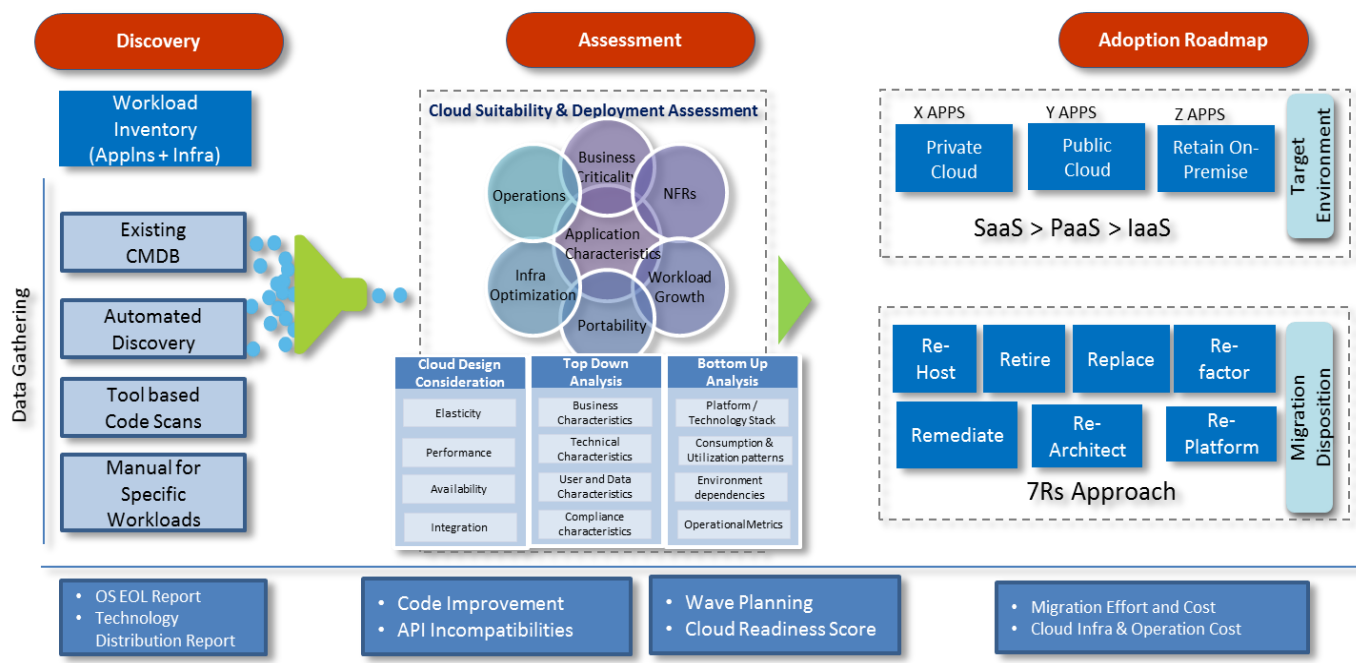 Discovery
Assessment
Adoption Roadmap
Workload
Inventory
(Applns + Infra)
Data Gathering
Existing
CMDB
Automated
Discovery
Tool based
Code Scans
Manual for
Specific
Workloads
Cloud Suitability & Deployment Assessment
Business
Criticality
Operations
NFRs
Application
Characteristics
Infra
Optimization
Workload
Growth
Portability
Cloud Design
Consideration
Elasticity
Performance
Availability
Integration
Top Down
Analysis
Business
Characteristics
Technical
Characteristics
User and Data
Characteristics
Compliance
characteristics
Bottom Up
Analysis
Platform /
Technology Stack
Consumption &
Utilization patterns
Environment
dependencies
Operational Metrics
X APPS
Y APPS
Z APPS
Private
Cloud
Public
Cloud
Retain On-
Premise
SaaS > PaaS > IaaS
Target
Environment
Re-
Host
Retire
Replace
Re-
factor
Remediate
Re-
Architect
Re-
Platform
7Rs Approach
Migration
Disposition
• OS EOL Report
• Technology
Distribution Report
• Code Improvement
• API Incompatibilities
• Wave Planning
• Cloud Readiness Score
• Migration Effort and Cost
• Cloud Infra & Operation Cost